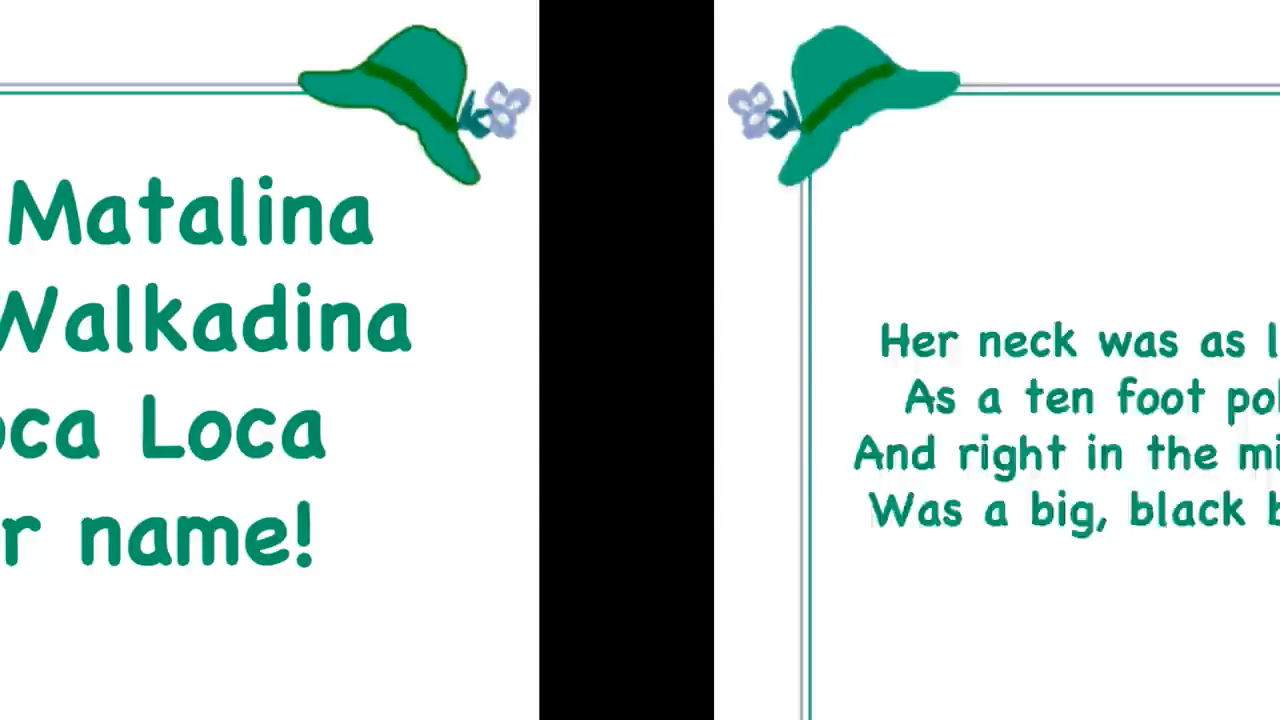 Matalina
Walkadina
oca Loca
r name!
Her neck was as l
As a ten foot pol
And right in the mi
Was a big, black b